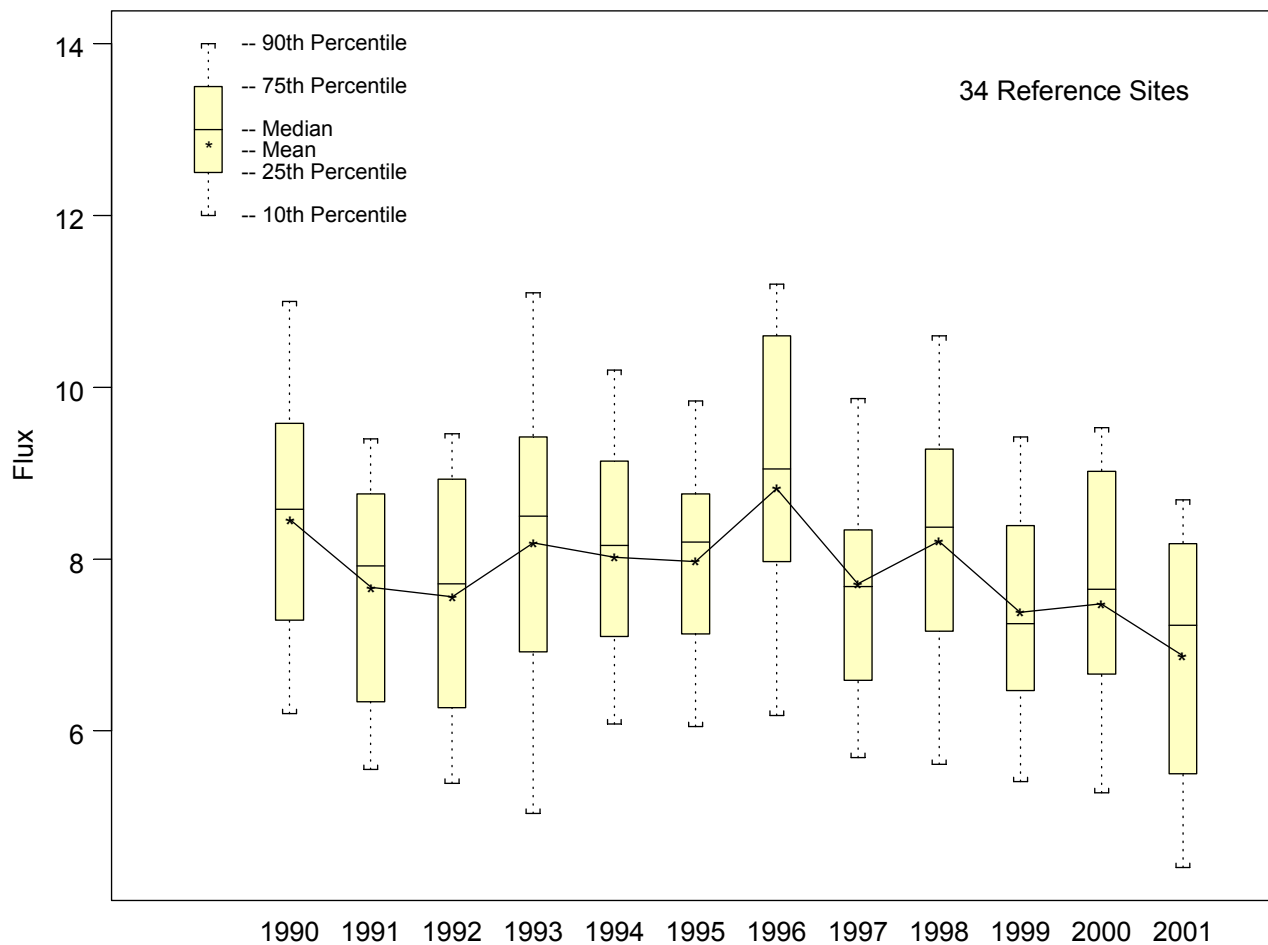 14
12
10
8
6
Flux
-- 90th Percentile
-- 75th Percentile
-- Median
-- Mean
-- 25th Percentile
-- 10th Percentile
34 Reference Sites
1990 1991 1992 1993 1994 1995 1996 1997 1998 1999 2000 2001